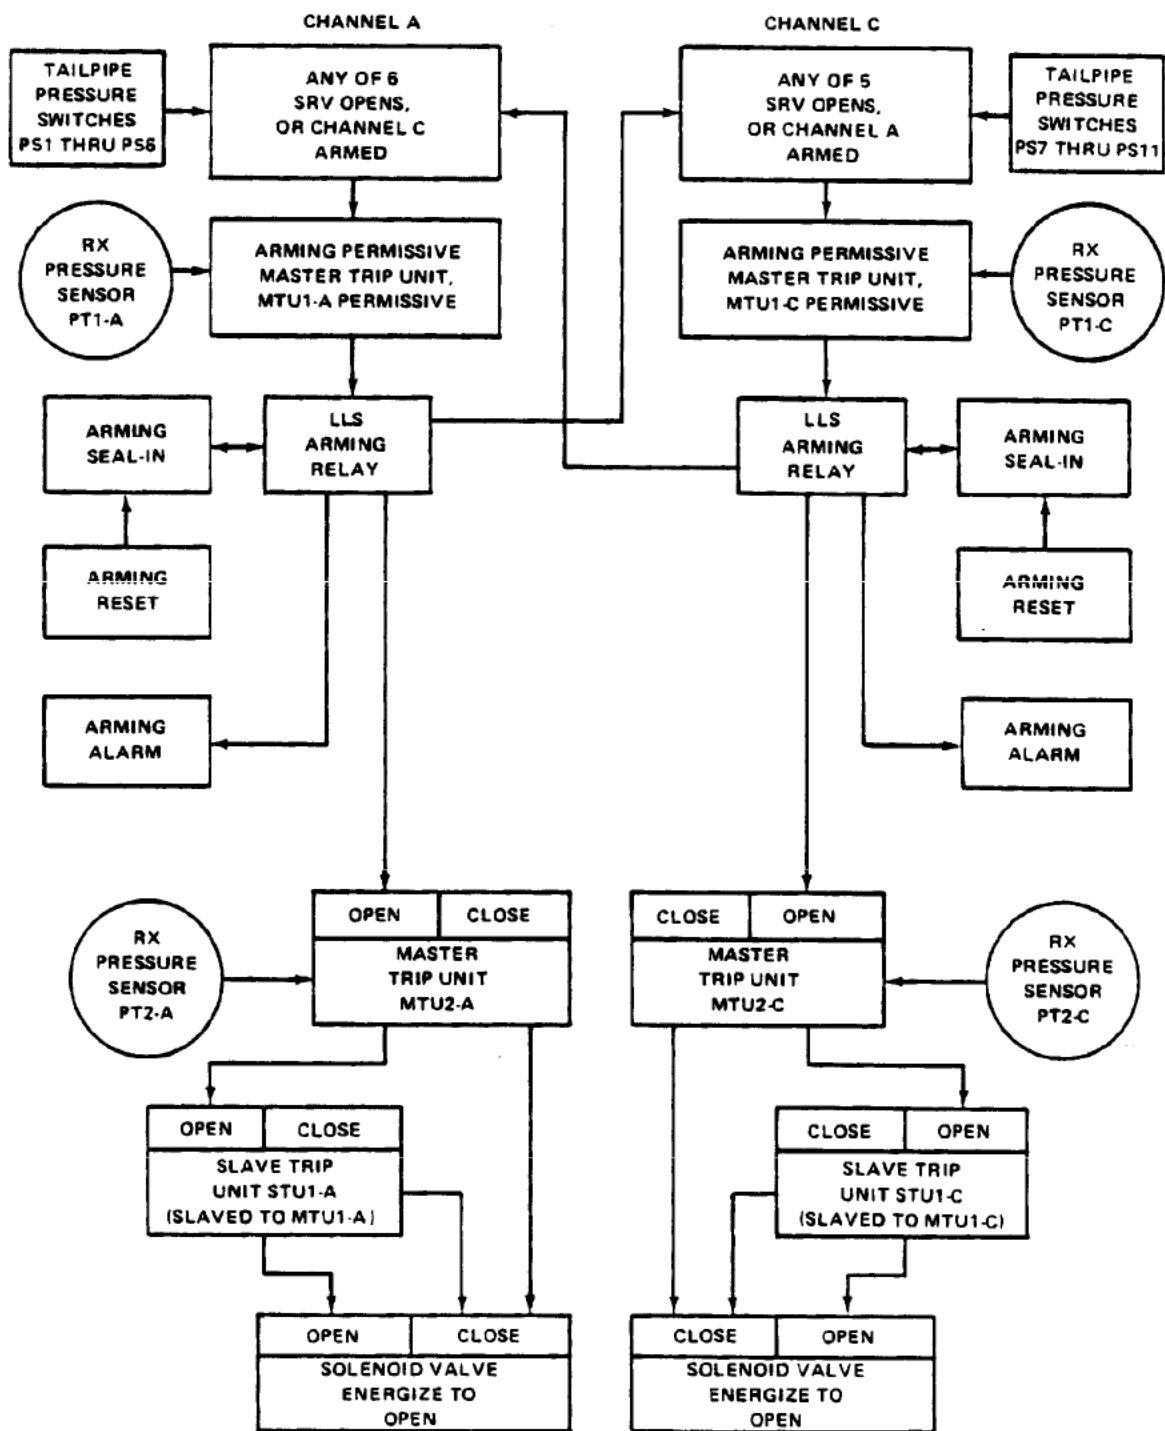 CHANNEL A
CHANNEL C
TAILPIPE
PRESSURE
SWITCHES
PS1 THRU PS6
ANY OF 6
SRV OPENS,
OR CHANNEL C
ARMED
ANY OF 5
SRV OPENS,
OR CHANNEL A
ARMED
TAILPIPE
PRESSURE
SWITCHES
PS7 THRU PS11
RX
PRESSURE
SENSOR
PT1-A
ARMING PERMISSIVE
MASTER TRIP UNIT,
MTU1-A PERMISSIVE
ARMING PERMISSIVE
MASTER TRIP UNIT,
MTU1-C PERMISSIVE
RX
PRESSURE
SENSOR
PT1-C
ARMING
SEAL-IN
LLS
ARMING
RELAY
LLS
ARMING
RELAY
ARMING
SEAL-IN
ARMING
RESET
ARMING
RESET
ARMING
ALARM
ARMING
ALARM
RX
PRESSURE
SENSOR
PT2-A
OPEN
CLOSE
MASTER
TRIP UNIT
MTU2-A
CLOSE
OPEN
MASTER
TRIP UNIT
MTU2-C
RX
PRESSURE
SENSOR
PT2-C
OPEN
CLOSE
SLAVE TRIP
UNIT STU1-A
(SLAVED TO MTU1-A)
CLOSE
OPEN
SLAVE TRIP
UNIT STU1-C
(SLAVED TO MTU1-C)
OPEN
CLOSE
SOLENOID VALVE
ENERGIZE TO
OPEN
CLOSE
OPEN
SOLENOID VALVE
ENERGIZE TO
OPEN